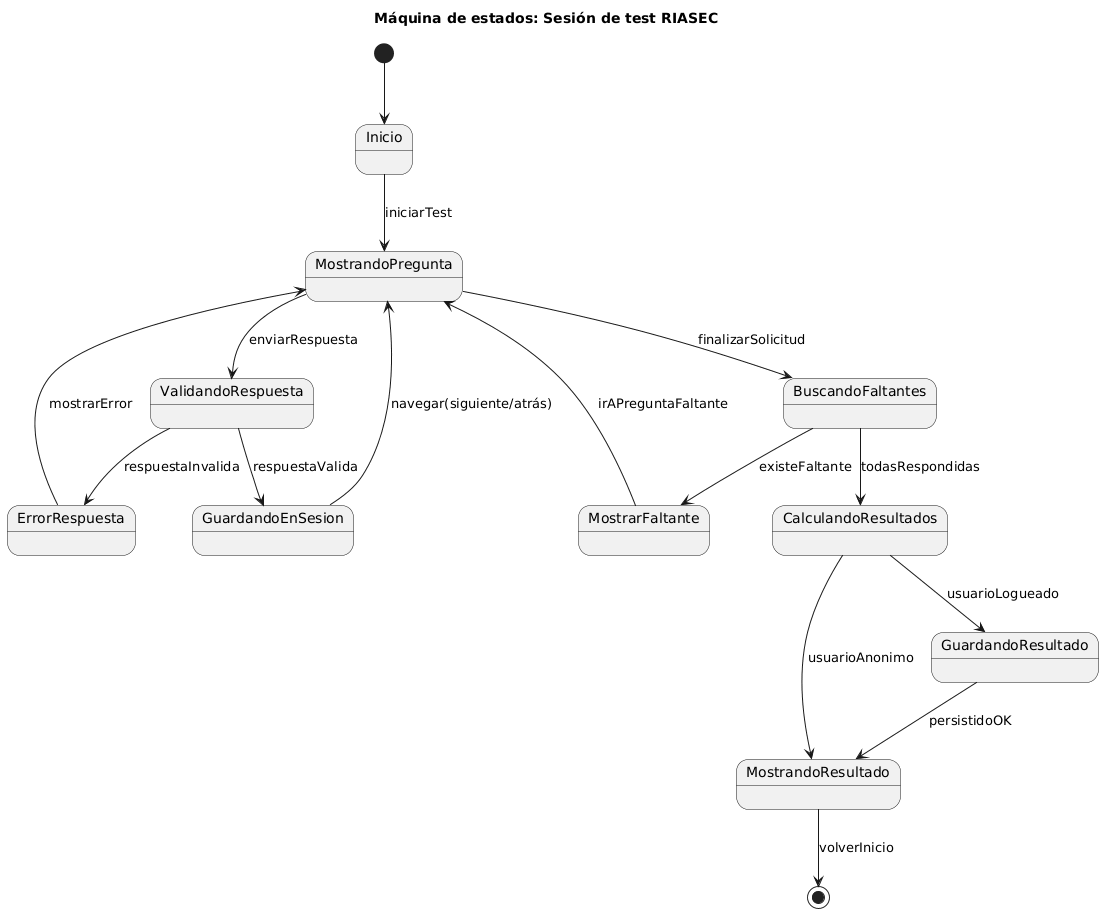 Máquina de estados: Sesión de test RIASEC
Inicio
iniciarTest
MostrandoPregunta
enviarRespuesta
finalizarSolicitud
ValidandoRespuesta
BuscandoFaltantes
mostrarError
navegar(siguiente/atrás)
irAPreguntaFaltante
respuestaInvalida
respuestaValida
existeFaltante
todasRespondidas
ErrorRespuesta
GuardandoEnSesion
MostrarFaltante
CalculandoResultados
usuarioLogueado
GuardandoResultado
usuarioAnonimo
persistidoOK
MostrandoResultado
volverInicio